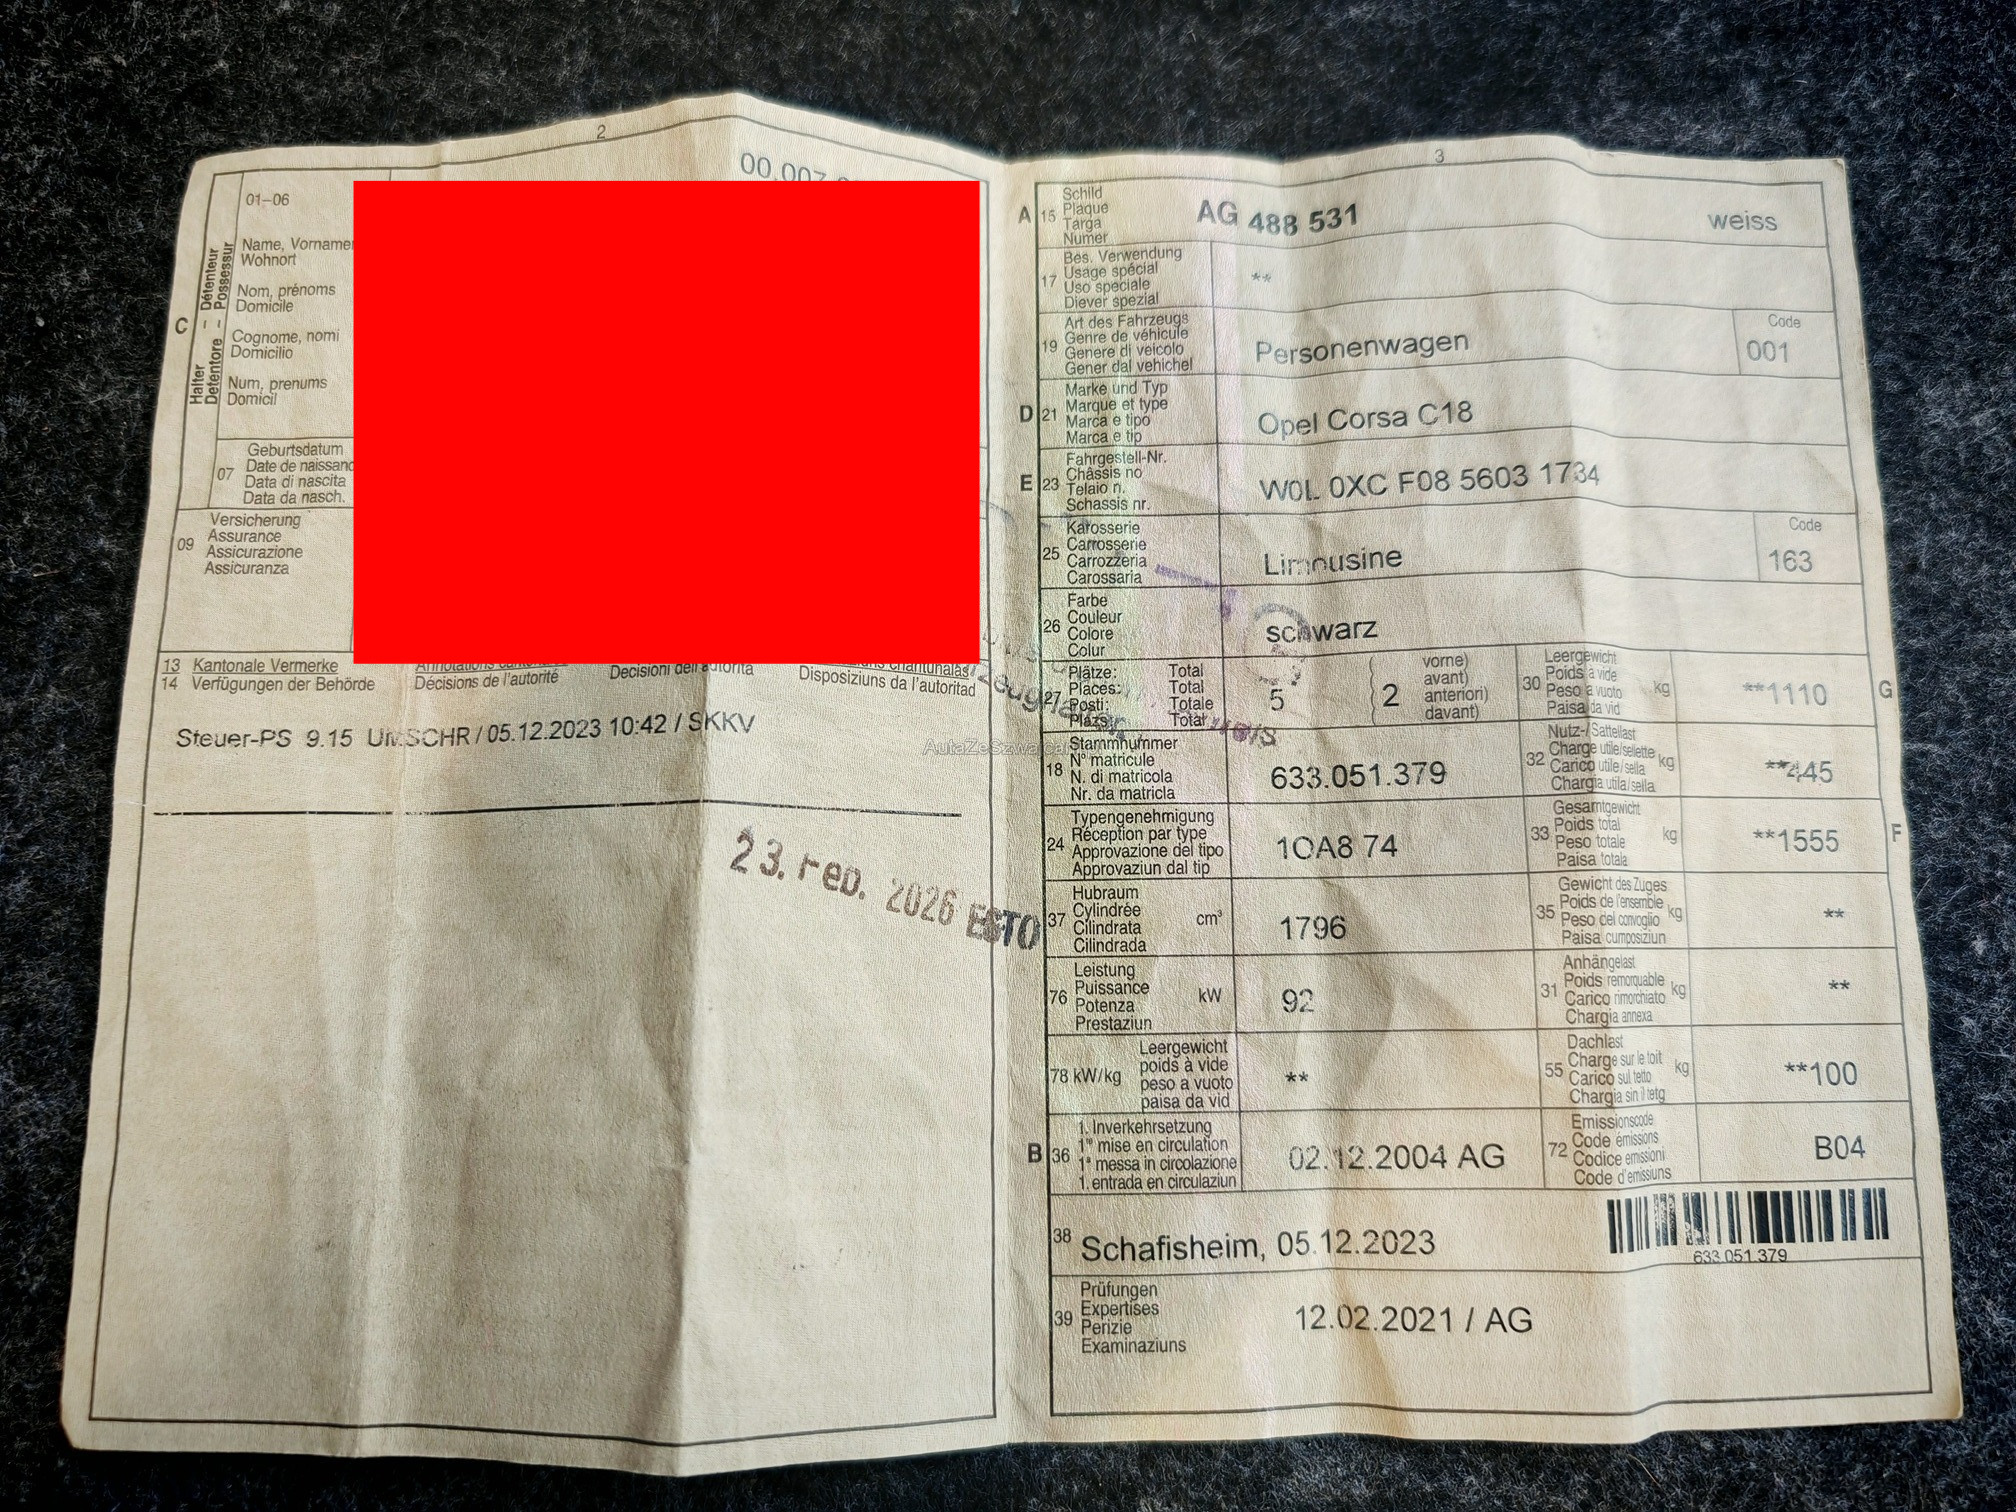 2
00.007
01–06
Name, Vornamen
Wohnort
Nom, prénoms
Domicile
Cognome, nomi
Domicilio
Num, prenums
Domicil
C
Halter – Détenteur
Detentore – Possessur
07
Geburtsdatum
Date de naissanc
Data di nascita
Data da nasch.
09
Versicherung
Assurance
Assicurazione
Assicuranza
13 Kantonale Vermerke
14 Verfügungen der Behörde
Décisions de l'autorité
Decisioni dell'autorità
Disposiziuns da l'autoritad
Steuer-PS 9.15 UMSCHR / 05.12.2023 10:42 / SKKV
23. Feb. 2026 ESTO
3
A 15 Schild
Plaque
Targa
Numer
AG 488 531 weiss
17 Bes. Verwendung
Usage spécial
Uso speciale
Diever spezial
**
19 Art des Fahrzeugs
Genre de véhicule
Genere di veicolo
Gener dal vehichel
Personenwagen
Code
001
D 21 Marke und Typ
Marque et type
Marca e tipo
Marca e tip
Opel Corsa C18
E 23 Fahrgestell-Nr.
Châssis no
Telaio n.
Schassis nr.
W0L 0XC F08 5603 1734
25 Karosserie
Carrosserie
Carrozzeria
Carossaria
Limousine
Code
163
26 Farbe
Couleur
Colore
Colur
schwarz
27 Plätze: Total
Places: Total
Posti: Totale
Plazs: Total
5
2
vorne)
avant)
anteriori)
davant)
30 Leergewicht
Poids à vide
Peso a vuoto
Paisa da vid
kg
**1110
G
18 Stammnummer
N° matricule
N. di matricola
Nr. da matricla
633.051.379
32 Nutz-/Sattellast
Charge utile/sellette
Carico utile/sella
Chargia utila/sella
kg
**445
24 Typengenehmigung
Réception par type
Approvazione del tipo
Approvaziun dal tip
1OA8 74
33 Gesamtgewicht
Poids total
Peso totale
Paisa totala
kg
**1555
F
37 Hubraum
Cylindrée
Cilindrata
Cilindrada
cm³
1796
35 Gewicht des Zuges
Poids de l'ensemble
Peso del convoglio
Paisa cumposiziun
kg
**
76 Leistung
Puissance
Potenza
Prestaziun
kW
92
31 Anhängelast
Poids remorquable
Carico rimorchiato
Chargia annexa
kg
**
78 kW/kg
Leergewicht
poids à vide
peso a vuoto
paisa da vid
**
55 Dachlast
Charge sur le toit
Carico sul tetto
Chargia sin il tetg
kg
**100
B 36 1. Inverkehrsetzung
1re mise en circulation
1a messa in circolazione
1. entrada en circulaziun
02.12.2004 AG
72 Emissionscode
Code émissions
Codice emissioni
Code d'emissiuns
B04
38 Schafisheim, 05.12.2023
633.051.379
39 Prüfungen
Expertises
Perizie
Examinaziuns
12.02.2021 / AG